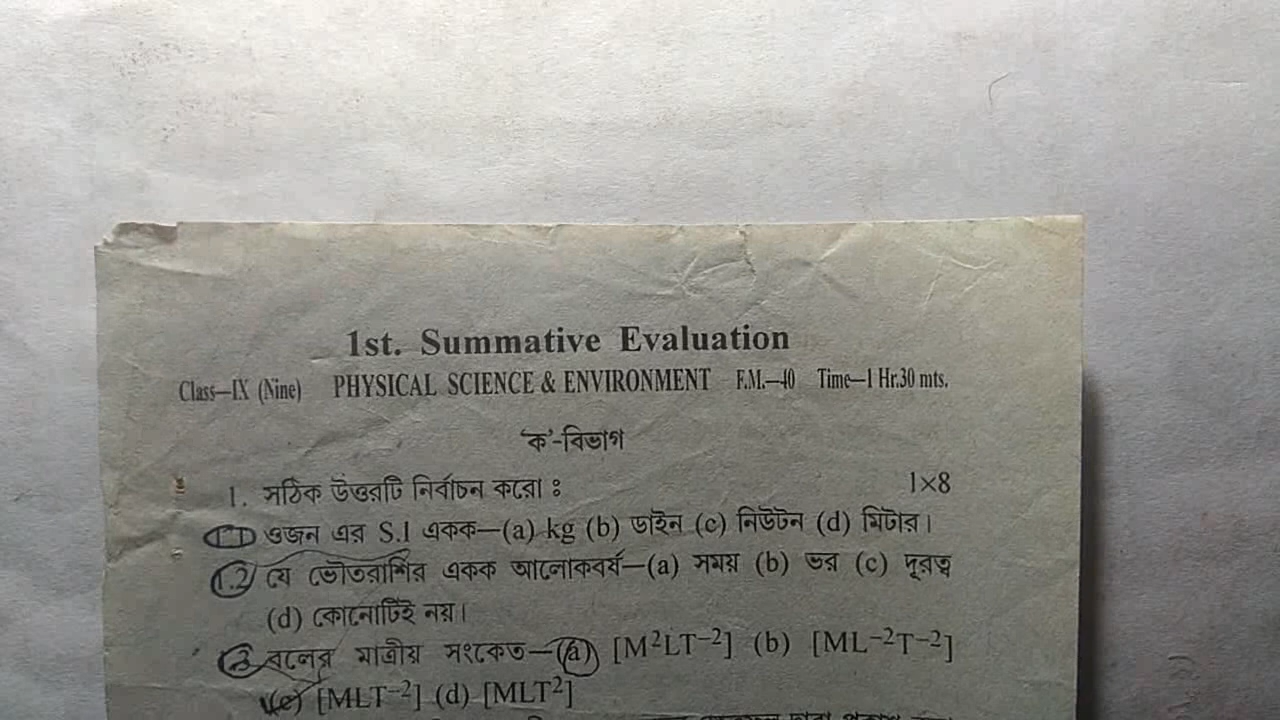 1st. Summative Evaluation
Class—IX (Nine) PHYSICAL SCIENCE & ENVIRONMENT F.M.—40 Time—1 Hr.30 mts.
'ক'-বিভাগ
1. সঠিক উত্তরটি নির্বাচন করো ঃ 1×8
1.1 ওজন এর S.I একক—(a) kg (b) ডাইন (c) নিউটন (d) মিটার।
1.2 যে ভৌতরাশির একক আলোকবর্ষ—(a) সময় (b) ভর (c) দূরত্ব
(d) কোনোটিই নয়।
বলের মাত্রীয় সংকেত—(a) [M²LT⁻²] (b) [ML⁻²T⁻²]
(c) [MLT⁻²] (d) [MLT²]